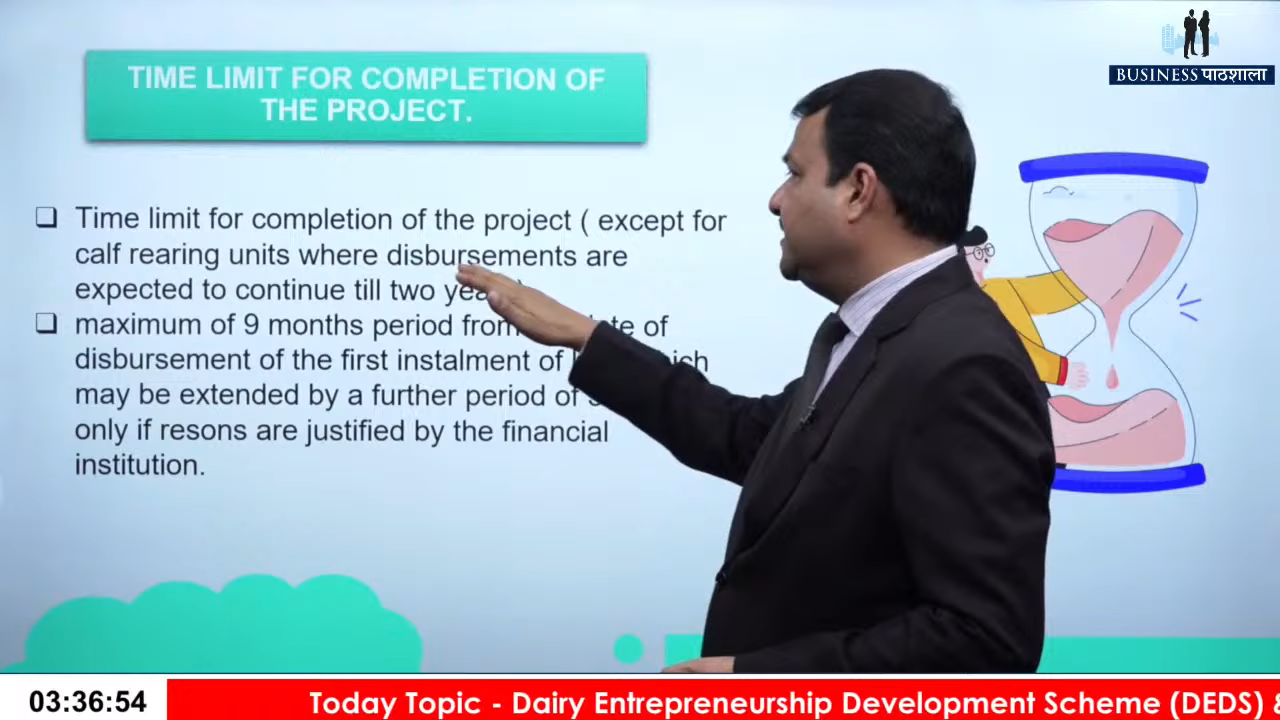 BUSINESS पाठशाला
TIME LIMIT FOR COMPLETION OF
THE PROJECT.
Time limit for completion of the project ( except for
calf rearing units where disbursements are
expected to continue till two
maximum of 9 months period from of
disbursement of the first instalment of
may be extended by a further period of
only if resons are justified by the financial
institution.
03:36:54
Today Topic - Dairy Entrepreneurship Development Scheme (DEDS) &